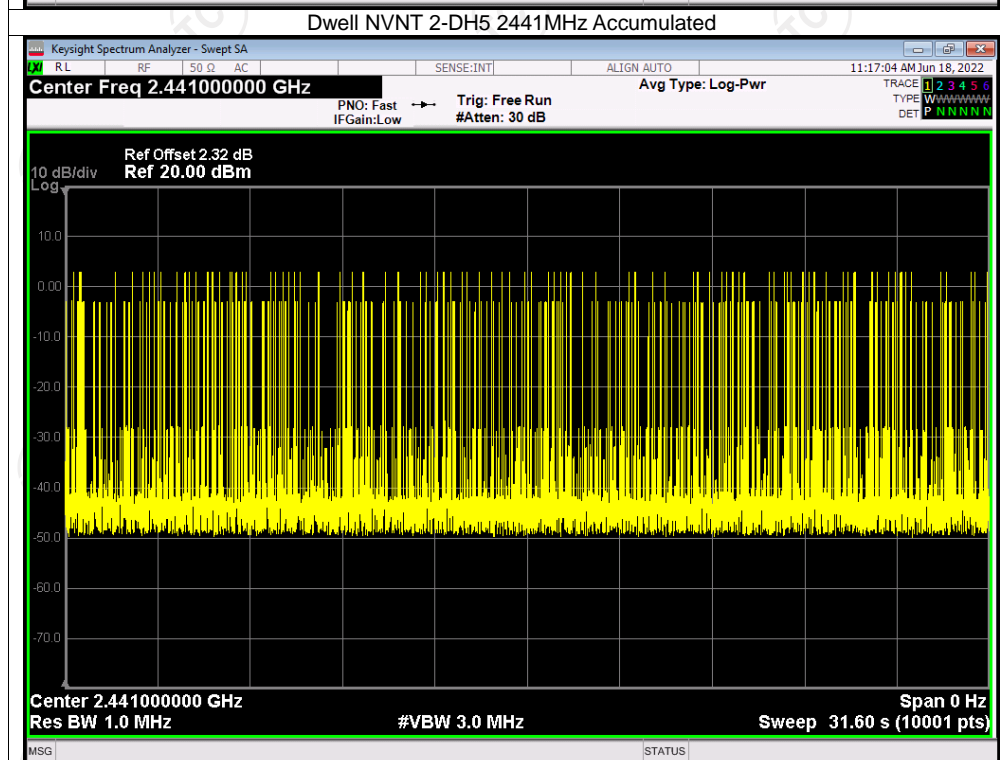 Dwell NVNT 2-DH5 2441MHz Accumulated
Keysight Spectrum Analyzer - Swept SA
LXI RL RF 50 Ω AC SENSE:INT ALIGN AUTO 11:17:04 AM Jun 18, 2022
Center Freq 2.441000000 GHz Avg Type: Log-Pwr TRACE 1 2 3 4 5 6
PNO: Fast Trig: Free Run TYPE WWWWWW
IFGain:Low #Atten: 30 dB DET P N N N N N
Ref Offset 2.32 dB
10 dB/div Ref 20.00 dBm
Log
10.0
0.00
-10.0
-20.0
-30.0
-40.0
-50.0
-60.0
-70.0
Center 2.441000000 GHz Span 0 Hz
Res BW 1.0 MHz #VBW 3.0 MHz Sweep 31.60 s (10001 pts)
MSG STATUS